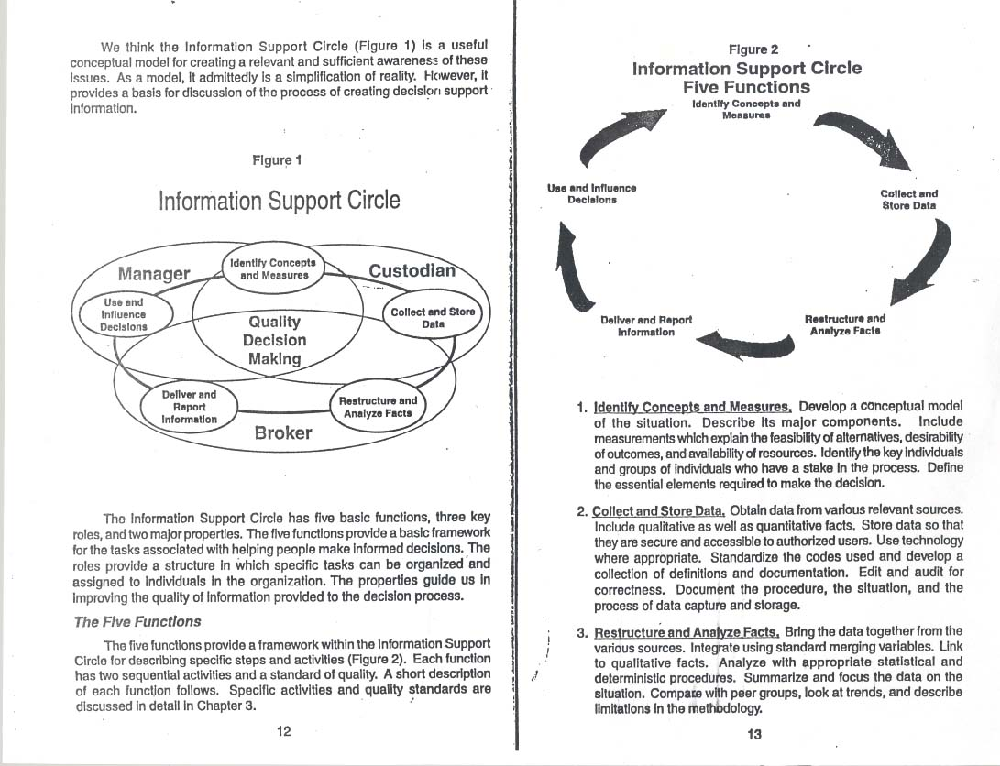 We think the Information Support Circle (Figure 1) is a useful
conceptual model for creating a relevant and sufficient awareness of these
issues. As a model, it admittedly is a simplification of reality. However, it
provides a basis for discussion of the process of creating decision support
information.
Figure 1
Information Support Circle
Identify Concepts
and Measures
Manager
Custodian
Use and
Influence
Decisions
Collect and Store
Data
Quality
Decision
Making
Deliver and
Report
Information
Restructure and
Analyze Facts
Broker
The Information Support Circle has five basic functions, three key
roles, and two major properties. The five functions provide a basic framework
for the tasks associated with helping people make informed decisions. The
roles provide a structure in which specific tasks can be organized and
assigned to individuals in the organization. The properties guide us in
improving the quality of information provided to the decision process.
The Five Functions
The five functions provide a framework within the Information Support
Circle for describing specific steps and activities (Figure 2). Each function
has two sequential activities and a standard of quality. A short description
of each function follows. Specific activities and quality standards are
discussed in detail in Chapter 3.
12
Figure 2
Information Support Circle
Five Functions
Identify Concepts and
Measures
Use and Influence
Decisions
Collect and
Store Data
Deliver and Report
Information
Restructure and
Analyze Facts
1. Identify Concepts and Measures. Develop a conceptual model
of the situation. Describe its major components. Include
measurements which explain the feasibility of alternatives, desirability
of outcomes, and availability of resources. Identify the key individuals
and groups of individuals who have a stake in the process. Define
the essential elements required to make the decision.
2. Collect and Store Data. Obtain data from various relevant sources.
Include qualitative as well as quantitative facts. Store data so that
they are secure and accessible to authorized users. Use technology
where appropriate. Standardize the codes used and develop a
collection of definitions and documentation. Edit and audit for
correctness. Document the procedure, the situation, and the
process of data capture and storage.
3. Restructure and Analyze Facts. Bring the data together from the
various sources. Integrate using standard merging variables. Link
to qualitative facts. Analyze with appropriate statistical and
deterministic procedures. Summarize and focus the data on the
situation. Compare with peer groups, look at trends, and describe
limitations in the methodology.
13